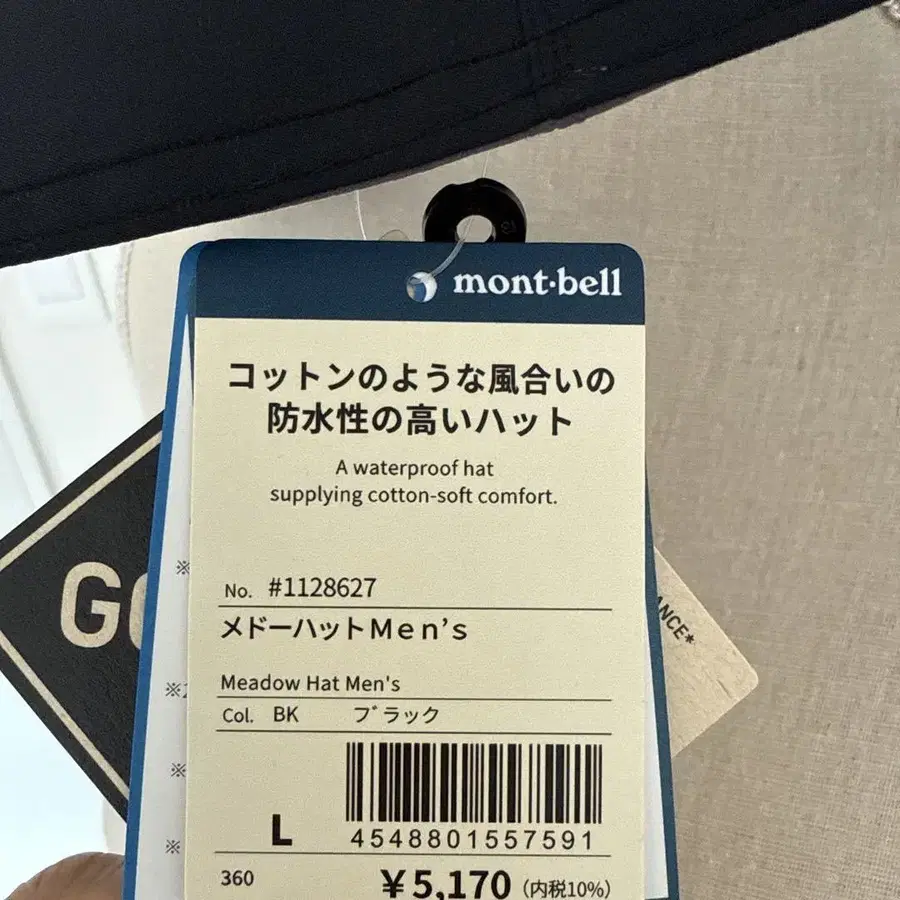 mont·bell
コットンのような風合いの
防水性の高いハット
A waterproof hat
supplying cotton-soft comfort.
No. #1128627
メドーハットMen's
Meadow Hat Men's
Col. BK ブラック
L
4548801557591
360
¥5,170 (内税10%)
※
※2
※
※